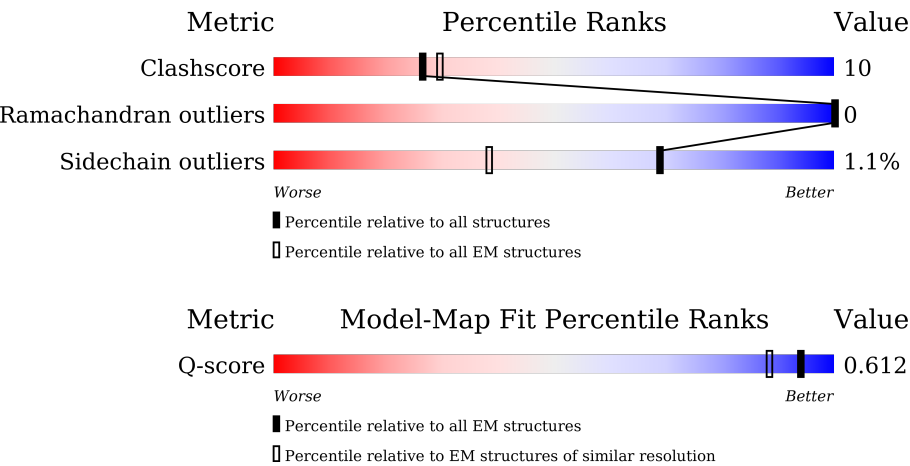 Metric Percentile Ranks Value
Clashscore 10
Ramachandran outliers 0
Sidechain outliers 1.1%
Worse Better
Percentile relative to all structures
Percentile relative to all EM structures
Metric Model-Map Fit Percentile Ranks Value
Q-score 0.612
Worse Better
Percentile relative to all EM structures
Percentile relative to EM structures of similar resolution